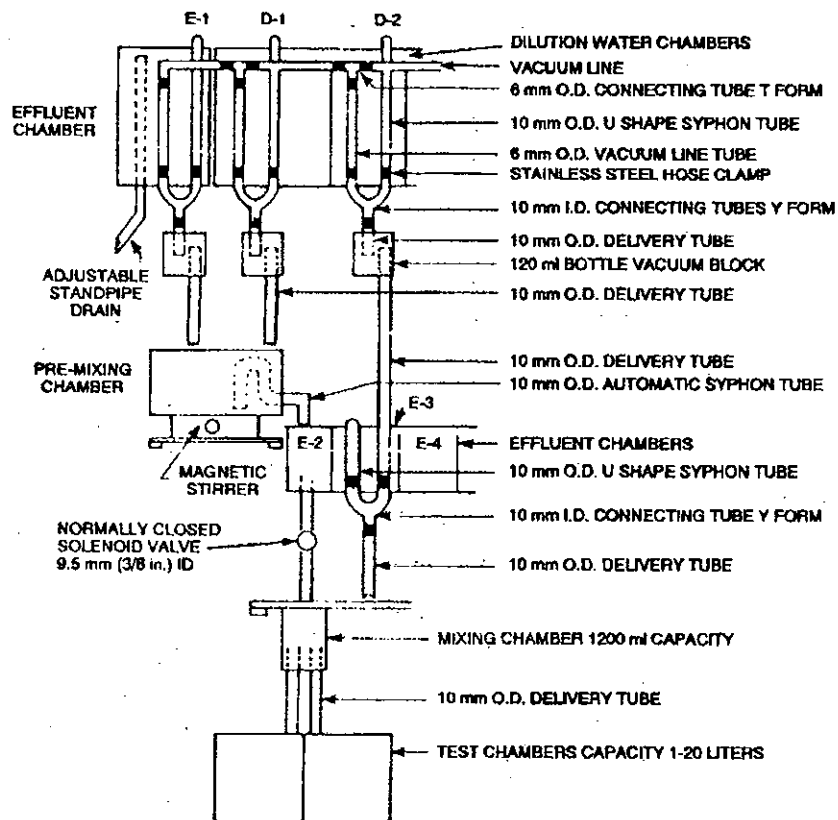 E-1 D-1 D-2
DILUTION WATER CHAMBERS
VACUUM LINE
6 mm O.D. CONNECTING TUBE T FORM
EFFLUENT
CHAMBER
10 mm O.D. U SHAPE SYPHON TUBE
6 mm O.D. VACUUM LINE TUBE
STAINLESS STEEL HOSE CLAMP
10 mm I.D. CONNECTING TUBES Y FORM
10 mm O.D. DELIVERY TUBE
120 ml BOTTLE VACUUM BLOCK
ADJUSTABLE
STANDPIPE
DRAIN
10 mm O.D. DELIVERY TUBE
PRE-MIXING
CHAMBER
10 mm O.D. DELIVERY TUBE
10 mm O.D. AUTOMATIC SYPHON TUBE
E-3
E-2 E-4
EFFLUENT CHAMBERS
MAGNETIC
STIRRER
10 mm O.D. U SHAPE SYPHON TUBE
10 mm I.D. CONNECTING TUBE Y FORM
NORMALLY CLOSED
SOLENOID VALVE
9.5 mm (3/8 in.) ID
10 mm O.D. DELIVERY TUBE
MIXING CHAMBER 1200 ml CAPACITY
10 mm O.D. DELIVERY TUBE
TEST CHAMBERS CAPACITY 1-20 LITERS